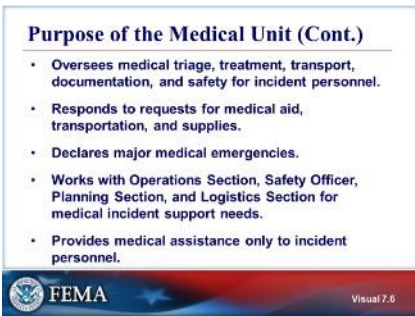 Purpose of the Medical Unit (Cont.)
• Oversees medical triage, treatment, transport,
documentation, and safety for incident personnel.
• Responds to requests for medical aid,
transportation, and supplies.
• Declares major medical emergencies.
• Works with Operations Section, Safety Officer,
Planning Section, and Logistics Section for
medical incident support needs.
• Provides medical assistance only to incident
personnel.
FEMA
Visual 7.6